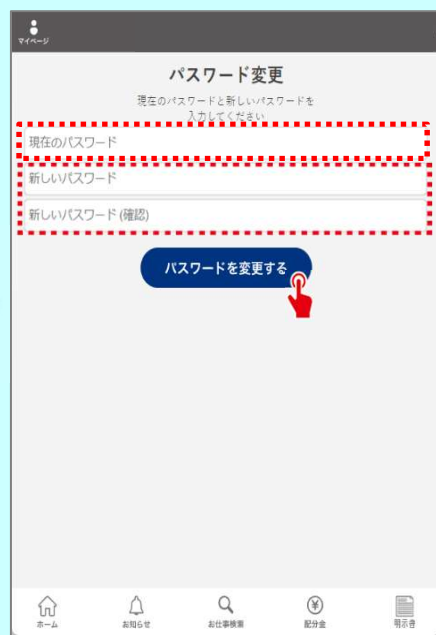 マイページ
パスワード変更
現在のパスワードと新しいパスワードを
入力してください
現在のパスワード
新しいパスワード
新しいパスワード (確認)
パスワードを変更する
ホーム
お知らせ
お仕事検索
配分金
明示書